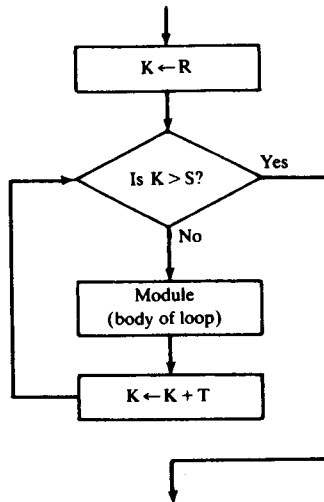 K ← R
Is K > S?
Yes
No
Module
(body of loop)
K ← K + T